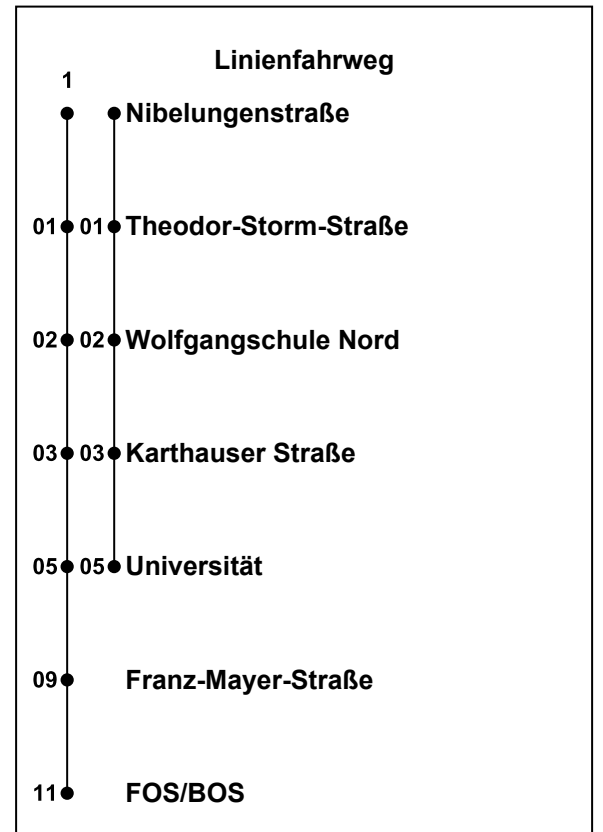 Linienfahrweg
1
Nibelungenstraße
01 01 Theodor-Storm-Straße
02 02 Wolfgangschule Nord
03 03 Karthauser Straße
05 05 Universität
09 Franz-Mayer-Straße
11 FOS/BOS